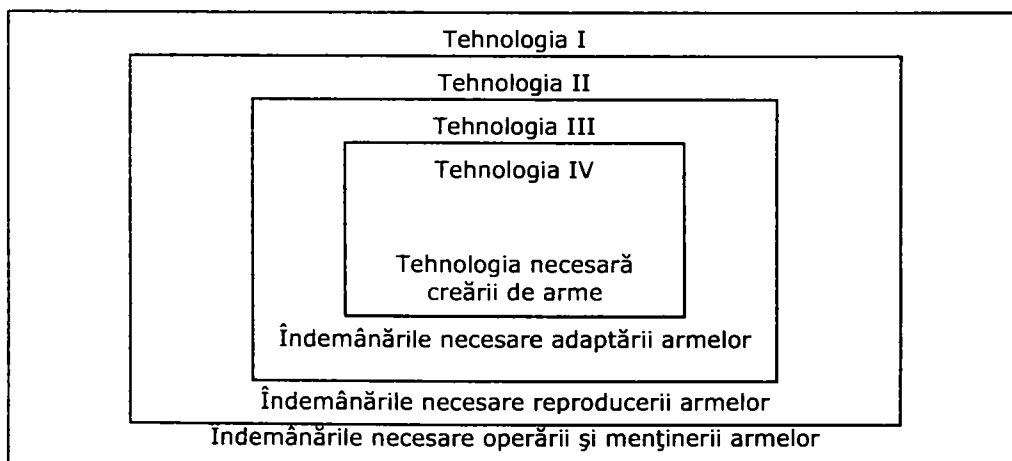 Tehnologia I
Tehnologia II
Tehnologia III
Tehnologia IV
Tehnologia necesară
creării de arme
Îndemânările necesare adaptării armelor
Îndemânările necesare reproducerii armelor
Îndemânările necesare operării şi menţinerii armelor